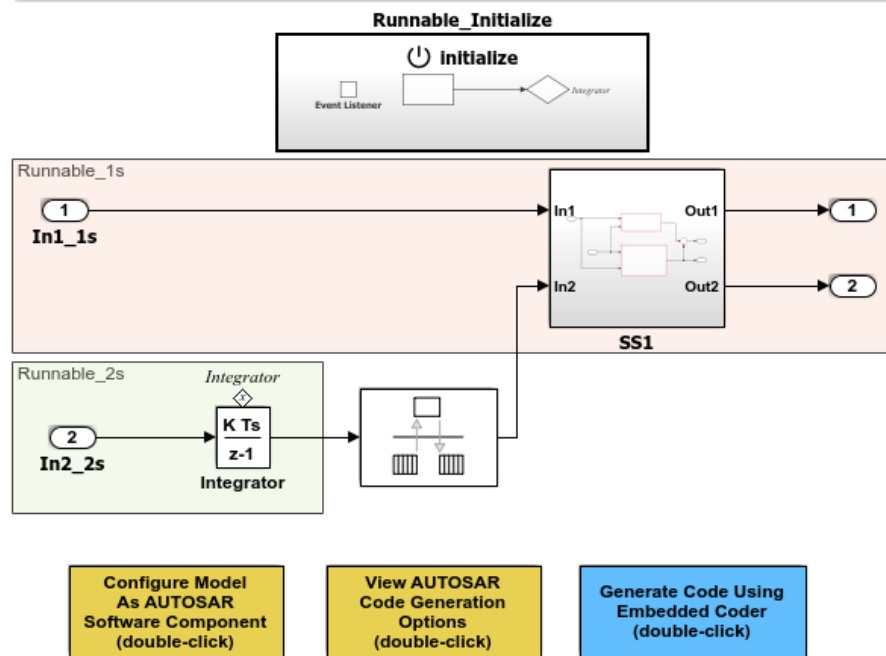 Runnable_Initialize
initialize
Event Listener
Integrator
Runnable_1s
1
In1_1s
In1
Out1
1
In2
Out2
2
SS1
Runnable_2s
Integrator
x
2
In2_2s
K Ts
z-1
Integrator
Configure Model
As AUTOSAR
Software Component
(double-click)
View AUTOSAR
Code Generation
Options
(double-click)
Generate Code Using
Embedded Coder
(double-click)